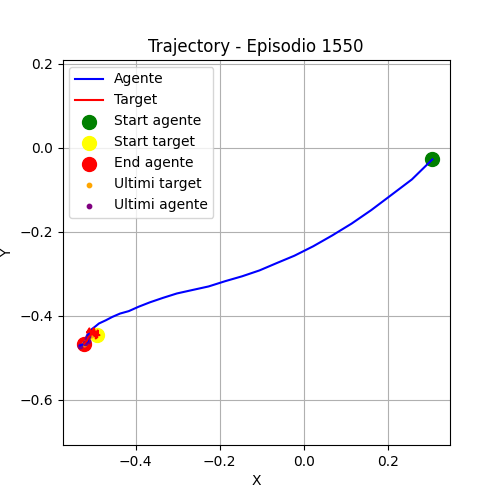 Trajectory - Episodio 1550
0.2
0.0
−0.2
−0.4
−0.6
Y
Agente
Target
Start agente
Start target
End agente
Ultimi target
Ultimi agente
−0.4
−0.2
0.0
0.2
X